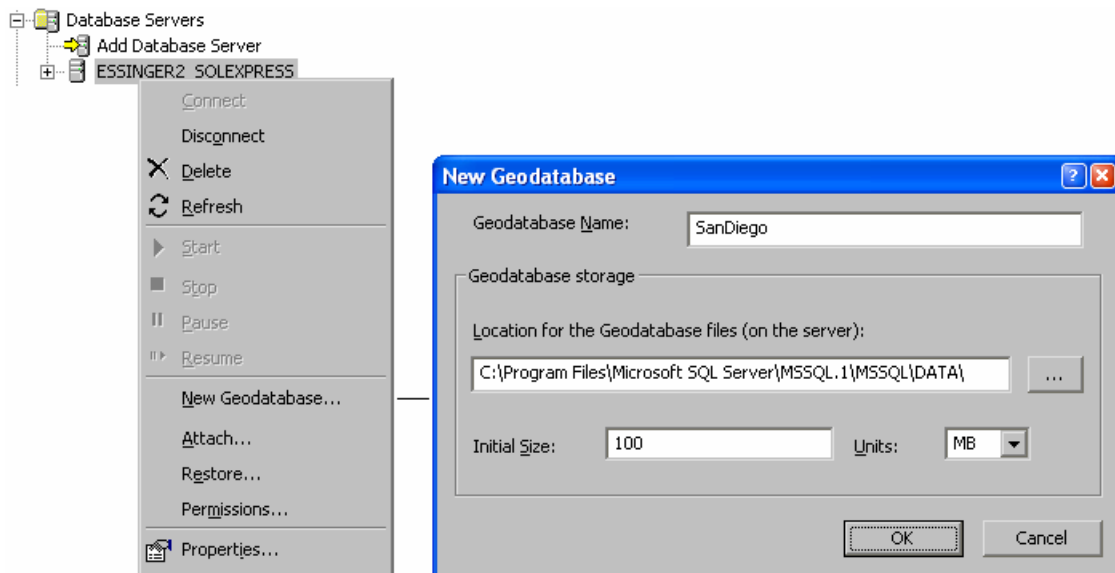 Database Servers
Add Database Server
ESSINGER2_SQLEXPRESS
Connect
Disconnect
Delete
Refresh
Start
Stop
Pause
Resume
New Geodatabase...
Attach...
Restore...
Permissions...
Properties...
New Geodatabase
Geodatabase Name:
SanDiego
Geodatabase storage
Location for the Geodatabase files (on the server):
C:\Program Files\Microsoft SQL Server\MSSQL.1\MSSQL\DATA\
...
Initial Size:
100
Units:
MB
OK
Cancel